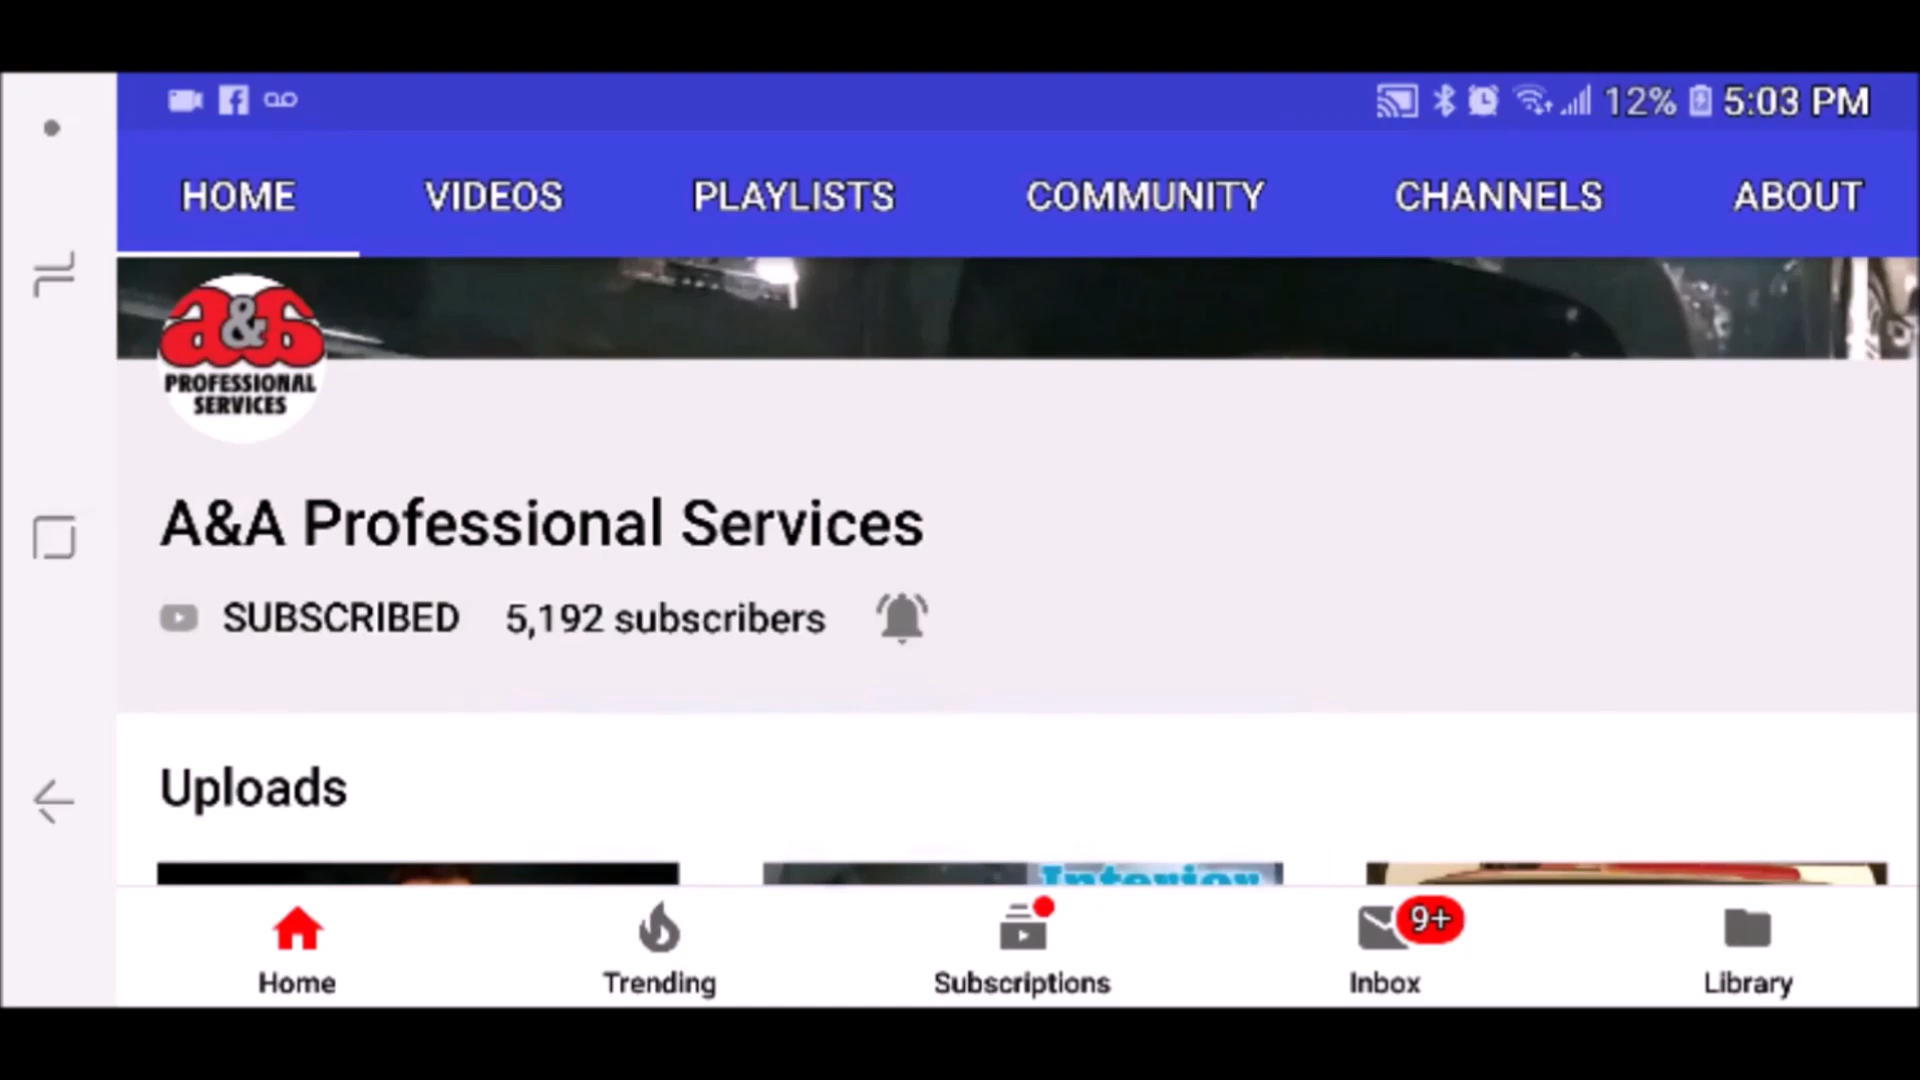 12% 5:03 PM
HOME VIDEOS PLAYLISTS COMMUNITY CHANNELS ABOUT
a&a
PROFESSIONAL
SERVICES
A&A Professional Services
SUBSCRIBED 5,192 subscribers
Uploads
Interior
9+
Home Trending Subscriptions Inbox Library